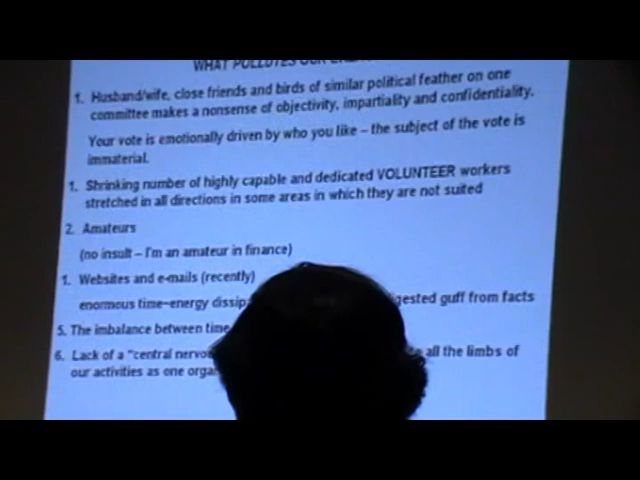 WHAT POLLUTES OUR
1. Husband/wife, close friends and birds of similar political feather on one
committee makes a nonsense of objectivity, impartiality and confidentiality.
Your vote is emotionally driven by who you like – the subject of the vote is
immaterial.
1. Shrinking number of highly capable and dedicated VOLUNTEER workers
stretched in all directions in some areas in which they are not suited
2. Amateurs
(no insult – I'm an amateur in finance)
1. Websites and e-mails (recently)
enormous time-energy guff from facts
5. The imbalance between time
6. Lack of a "central all the limbs of
our activities as one